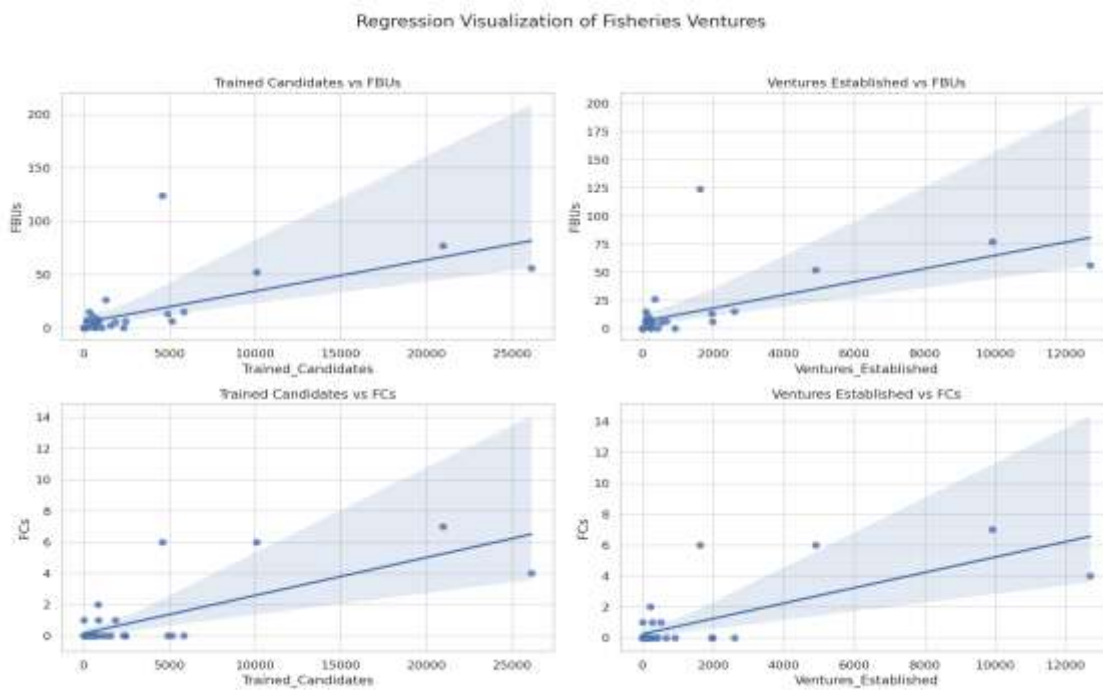 Regression Visualization of Fisheries Ventures
Trained Candidates vs FBUs
200
150
100
50
0
FBUs
0 5000 10000 15000 20000 25000
Trained_Candidates
Ventures Established vs FBUs
200
175
150
125
100
75
50
25
0
FBUs
0 2000 4000 6000 8000 10000 12000
Ventures_Established
Trained Candidates vs FCs
14
12
10
8
6
4
2
0
FCs
0 5000 10000 15000 20000 25000
Trained_Candidates
Ventures Established vs FCs
14
12
10
8
6
4
2
0
FCs
0 2000 4000 6000 8000 10000 12000
Ventures_Established